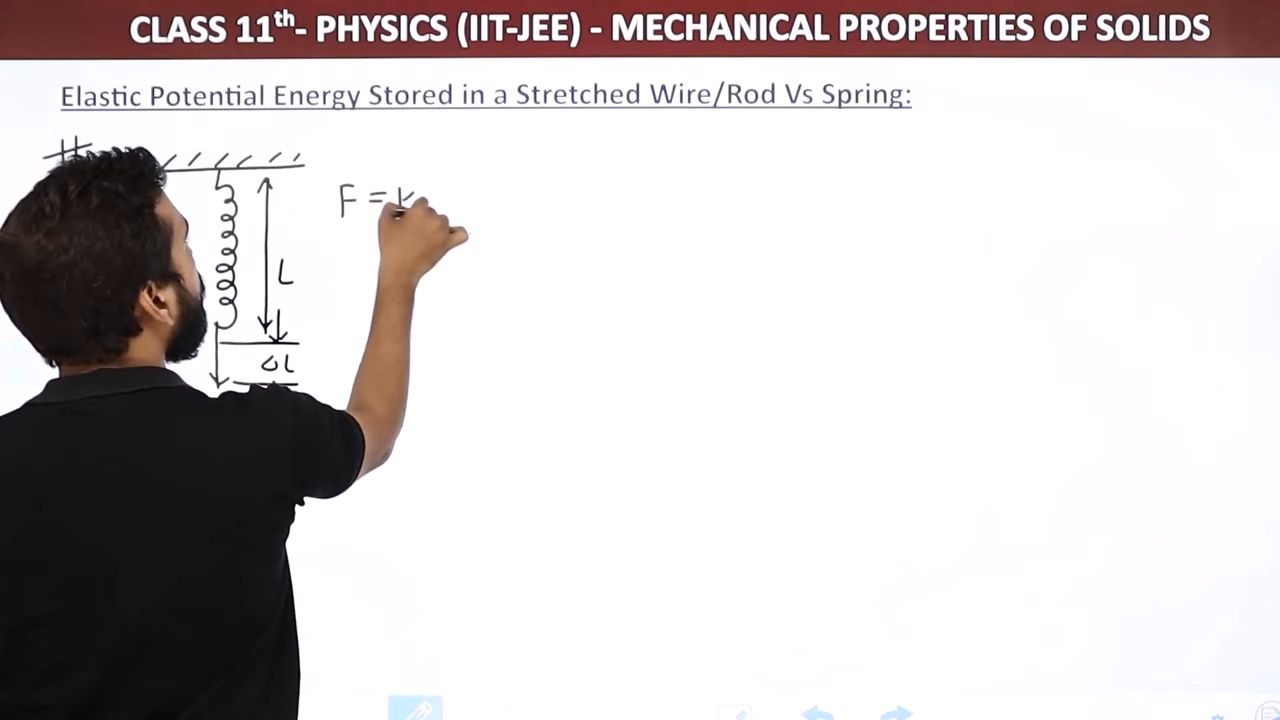 CLASS 11th- PHYSICS (IIT-JEE) - MECHANICAL PROPERTIES OF SOLIDS
Elastic Potential Energy Stored in a Stretched Wire/Rod Vs Spring:
#
F = k
L
ΔL